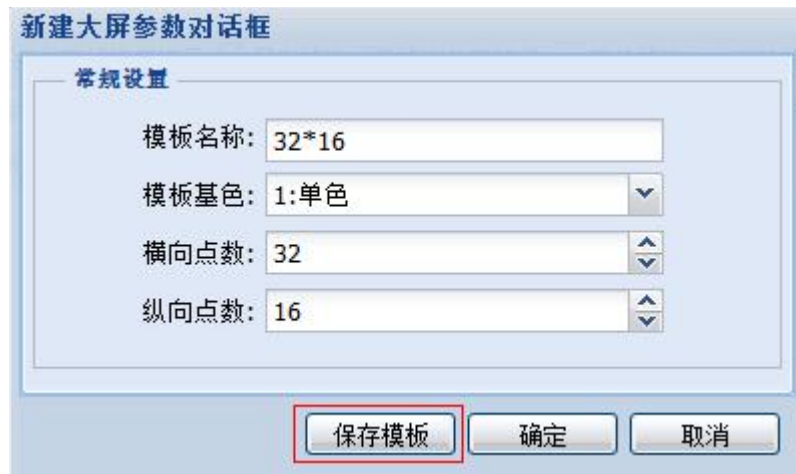 新建大屏参数对话框
常规设置
模板名称: 32*16
模板基色: 1:单色
横向点数: 32
纵向点数: 16
保存模板 确定 取消